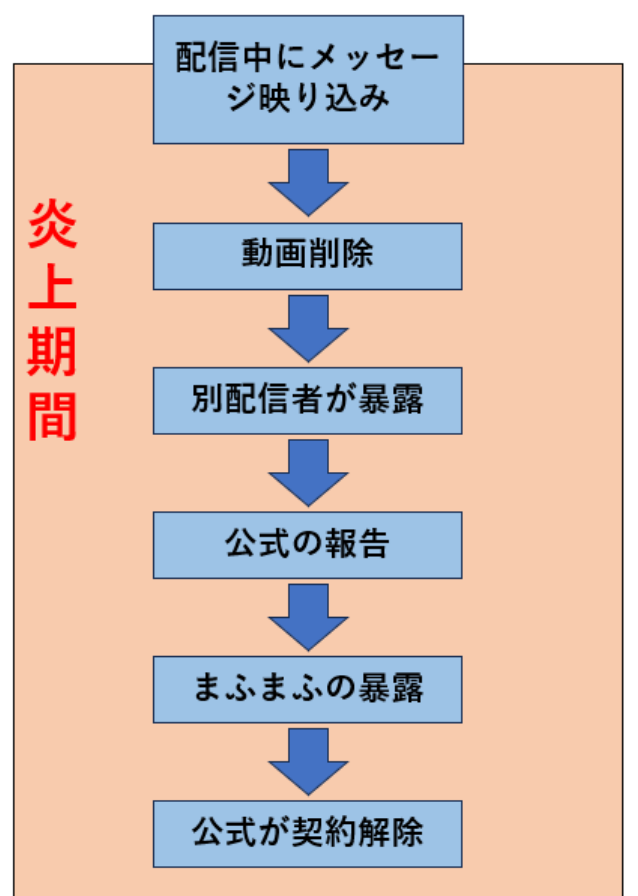 配信中にメッセー
ジ映り込み
炎上期間
動画削除
別配信者が暴露
公式の報告
まふまふの暴露
公式が契約解除